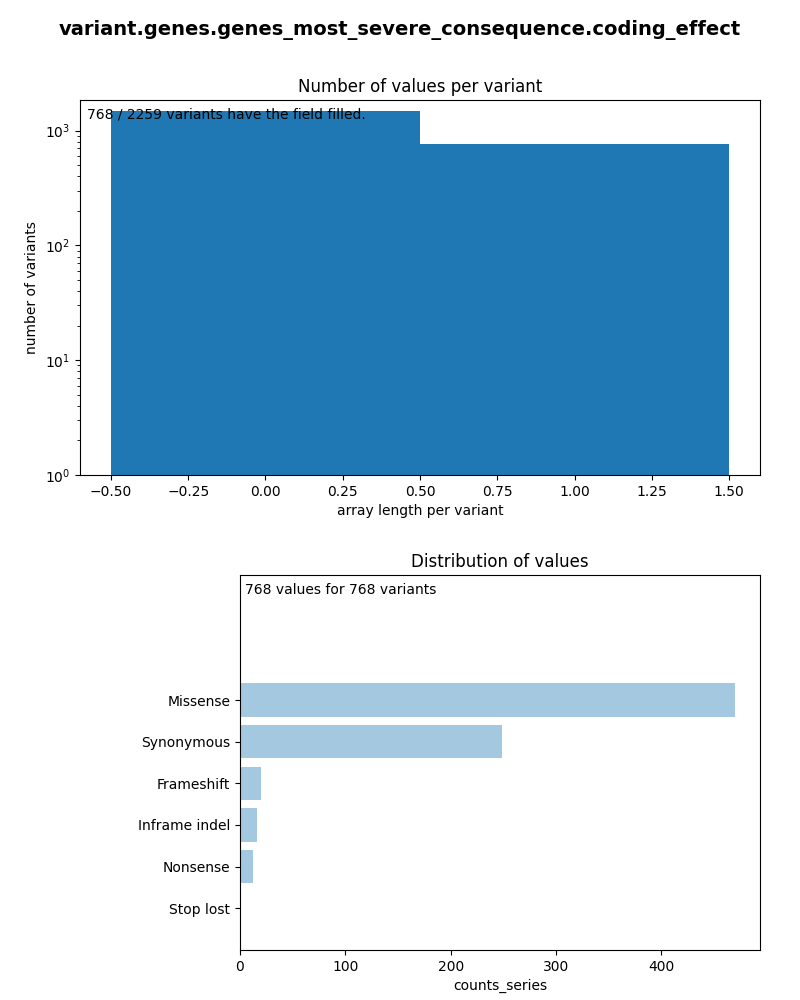 variant.genes.genes_most_severe_consequence.coding_effect
Number of values per variant
768 / 2259 variants have the field filled.
10³
10²
10¹
10⁰
number of variants
−0.50 −0.25 0.00 0.25 0.50 0.75 1.00 1.25 1.50
array length per variant
Distribution of values
768 values for 768 variants
Missense
Synonymous
Frameshift
Inframe indel
Nonsense
Stop lost
0 100 200 300 400
counts_series